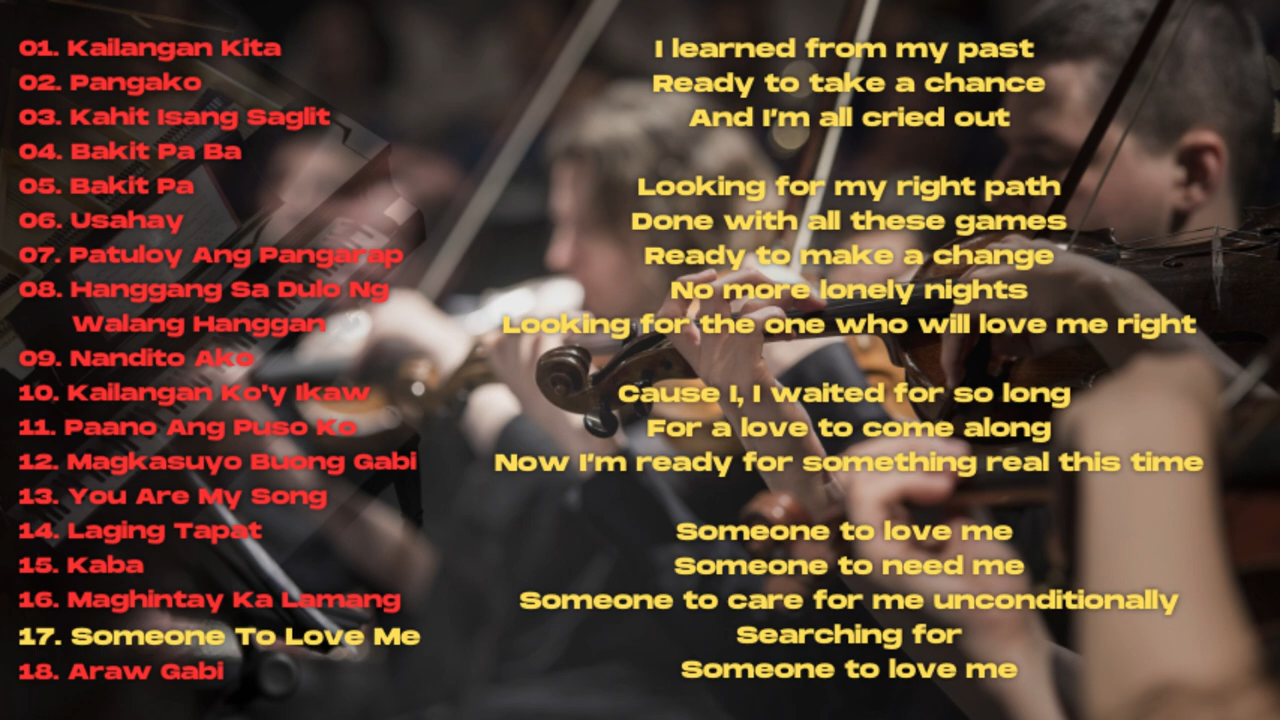 01. Kailangan Kita
02. Pangako
03. Kahit Isang Saglit
04. Bakit Pa Ba
05. Bakit Pa
06. Usahay
07. Patuloy Ang Pangarap
08. Hanggang Sa Dulo Ng
Walang Hanggan
09. Nandito Ako
10. Kailangan Ko'y Ikaw
11. Paano Ang Puso Ko
12. Magkasuyo Buong Gabi
13. You Are My Song
14. Laging Tapat
15. Kaba
16. Maghintay Ka Lamang
17. Someone To Love Me
18. Araw Gabi
I learned from my past
Ready to take a chance
And I'm all cried out
Looking for my right path
Done with all these games
Ready to make a change
No more lonely nights
Looking for the one who will love me right
Cause I, I waited for so long
For a love to come along
Now I'm ready for something real this time
Someone to love me
Someone to need me
Someone to care for me unconditionally
Searching for
Someone to love me